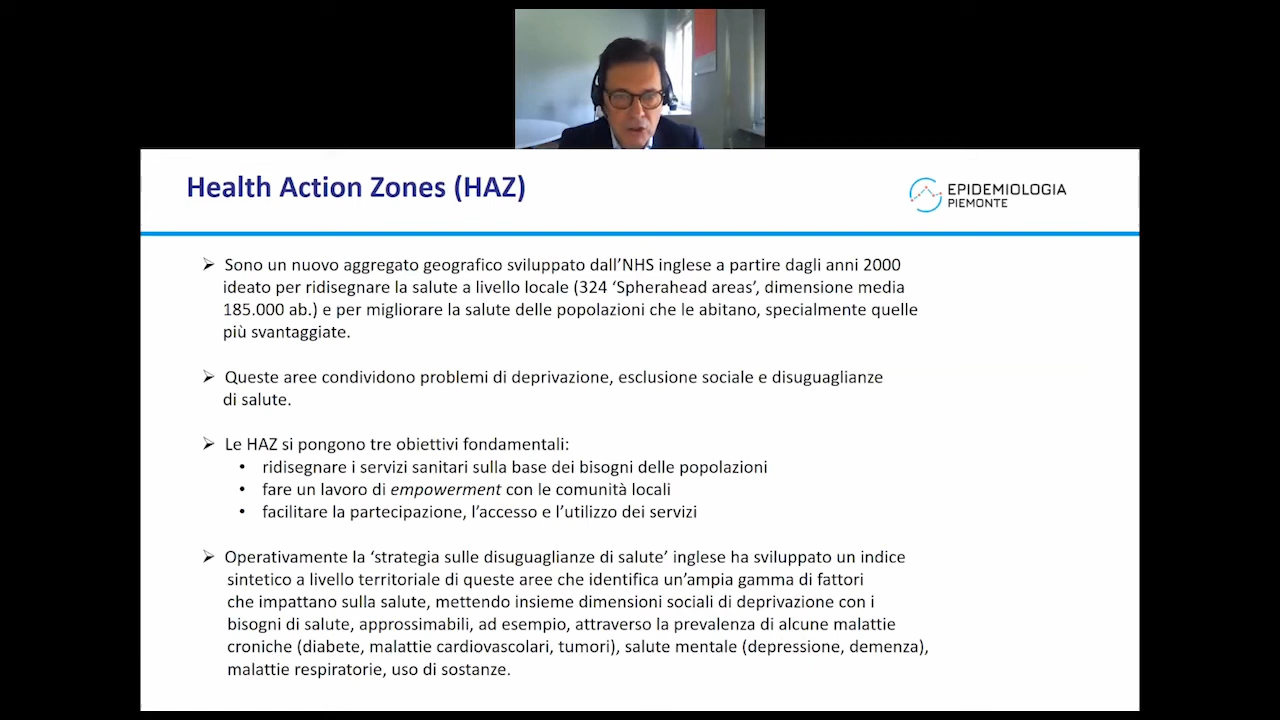 Health Action Zones (HAZ)
EPIDEMIOLOGIA
PIEMONTE
➢ Sono un nuovo aggregato geografico sviluppato dall’NHS inglese a partire dagli anni 2000
ideato per ridisegnare la salute a livello locale (324 ‘Spherahead areas’, dimensione media
185.000 ab.) e per migliorare la salute delle popolazioni che le abitano, specialmente quelle
più svantaggiate.
➢ Queste aree condividono problemi di deprivazione, esclusione sociale e disuguaglianze
di salute.
➢ Le HAZ si pongono tre obiettivi fondamentali:
• ridisegnare i servizi sanitari sulla base dei bisogni delle popolazioni
• fare un lavoro di empowerment con le comunità locali
• facilitare la partecipazione, l’accesso e l’utilizzo dei servizi
➢ Operativamente la ‘strategia sulle disuguaglianze di salute’ inglese ha sviluppato un indice
sintetico a livello territoriale di queste aree che identifica un’ampia gamma di fattori
che impattano sulla salute, mettendo insieme dimensioni sociali di deprivazione con i
bisogni di salute, approssimabili, ad esempio, attraverso la prevalenza di alcune malattie
croniche (diabete, malattie cardiovascolari, tumori), salute mentale (depressione, demenza),
malattie respiratorie, uso di sostanze.